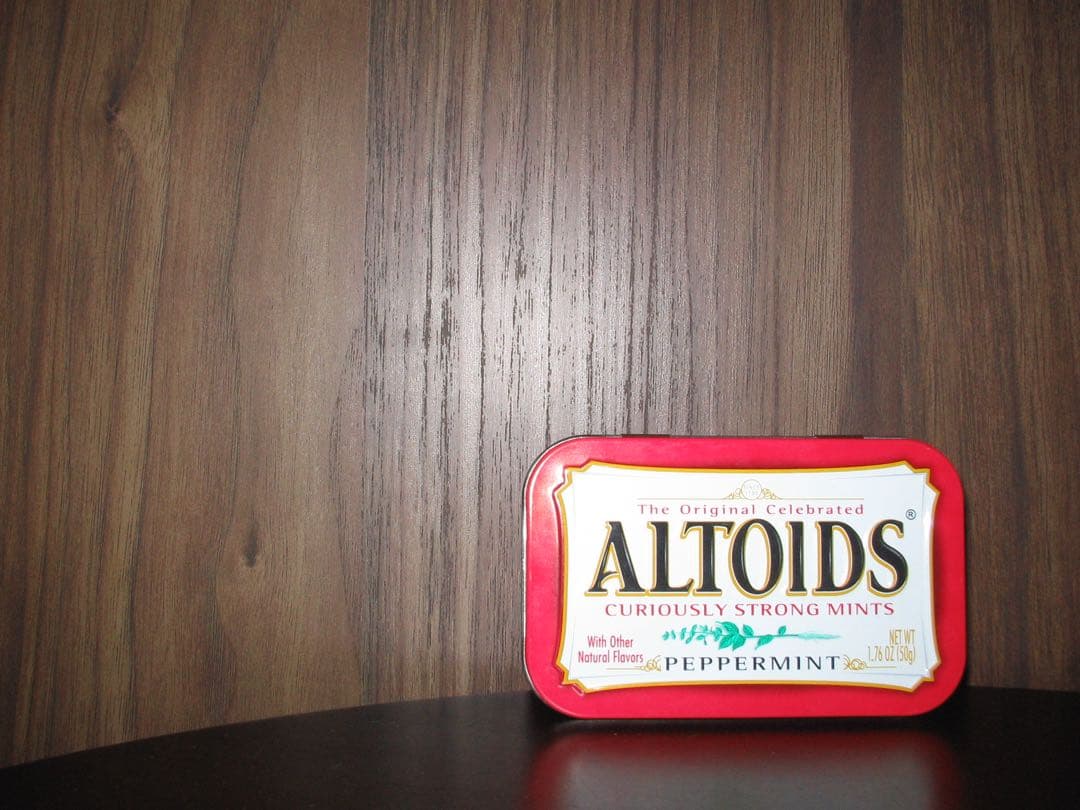 The Original Celebrated
ALTOIDS®
CURIOUSLY STRONG MINTS
With Other
Natural Flavors
NET WT
1.76 OZ (50g)
PEPPERMINT